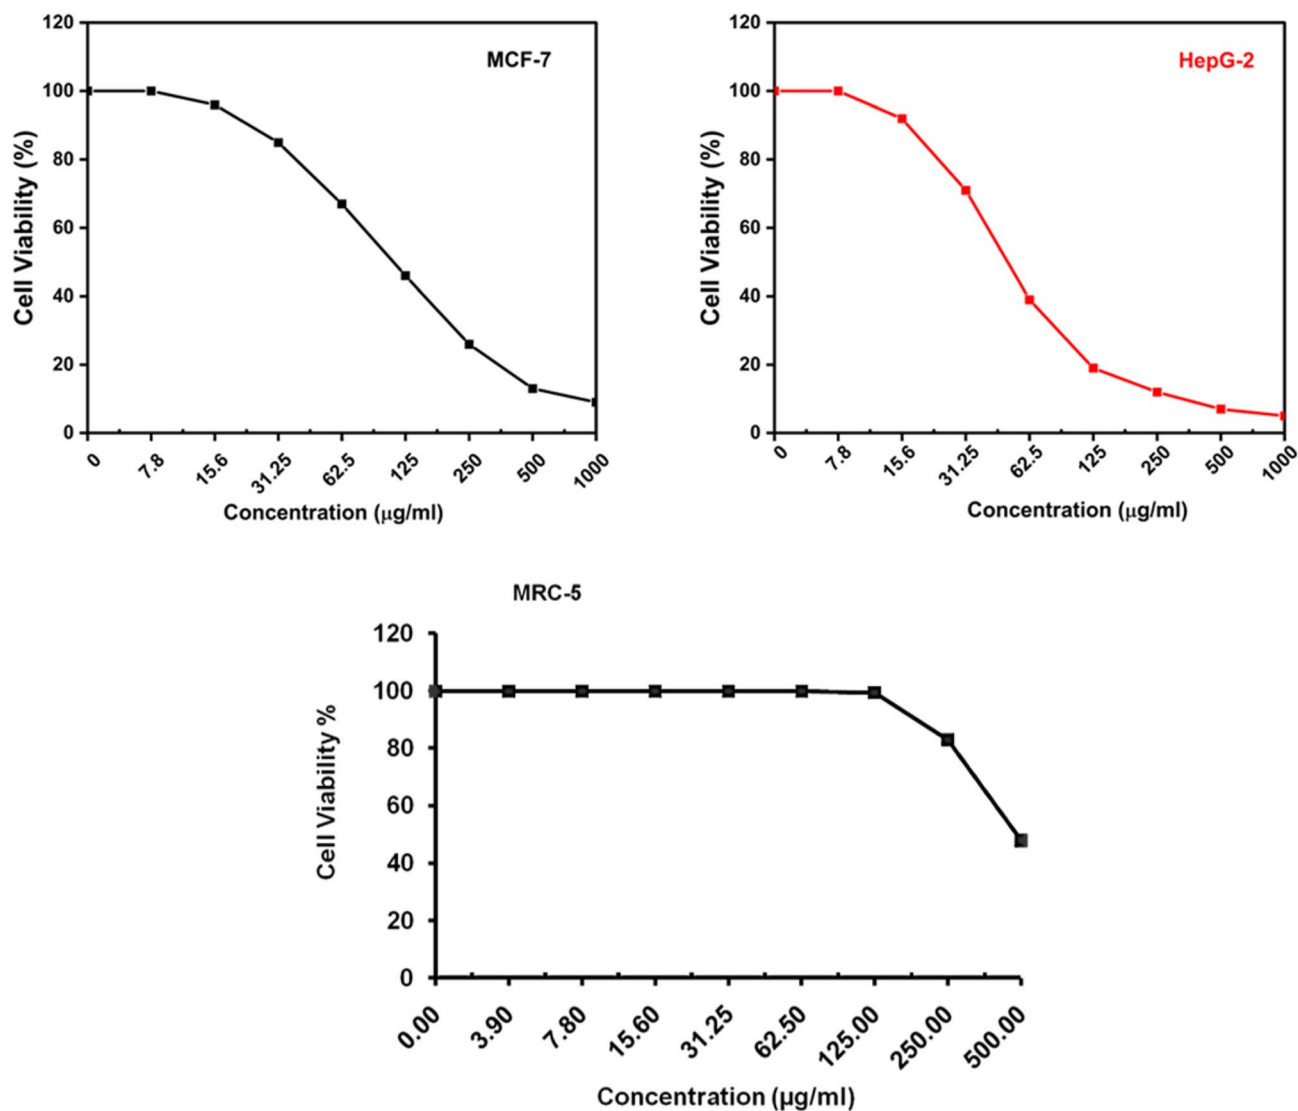 MCF-7
Cell Viability (%)
120
100
80
60
40
20
0
0 7.8 15.6 31.25 62.5 125 250 500 1000
Concentration (μg/ml)
HepG-2
Cell Viability (%)
120
100
80
60
40
20
0
0 7.8 15.6 31.25 62.5 125 250 500 1000
Concentration (μg/ml)
MRC-5
Cell Viability %
120
100
80
60
40
20
0
0.00 3.90 7.80 15.60 31.25 62.50 125.00 250.00 500.00
Concentration (μg/ml)